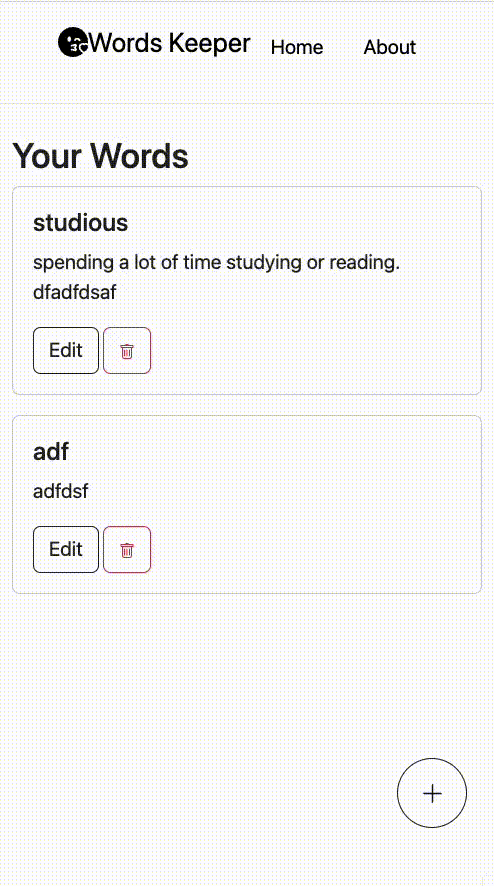 Words Keeper Home About
Your Words
studious
spending a lot of time studying or reading.
dfadfdsaf
Edit
adf
adfdsf
Edit
+